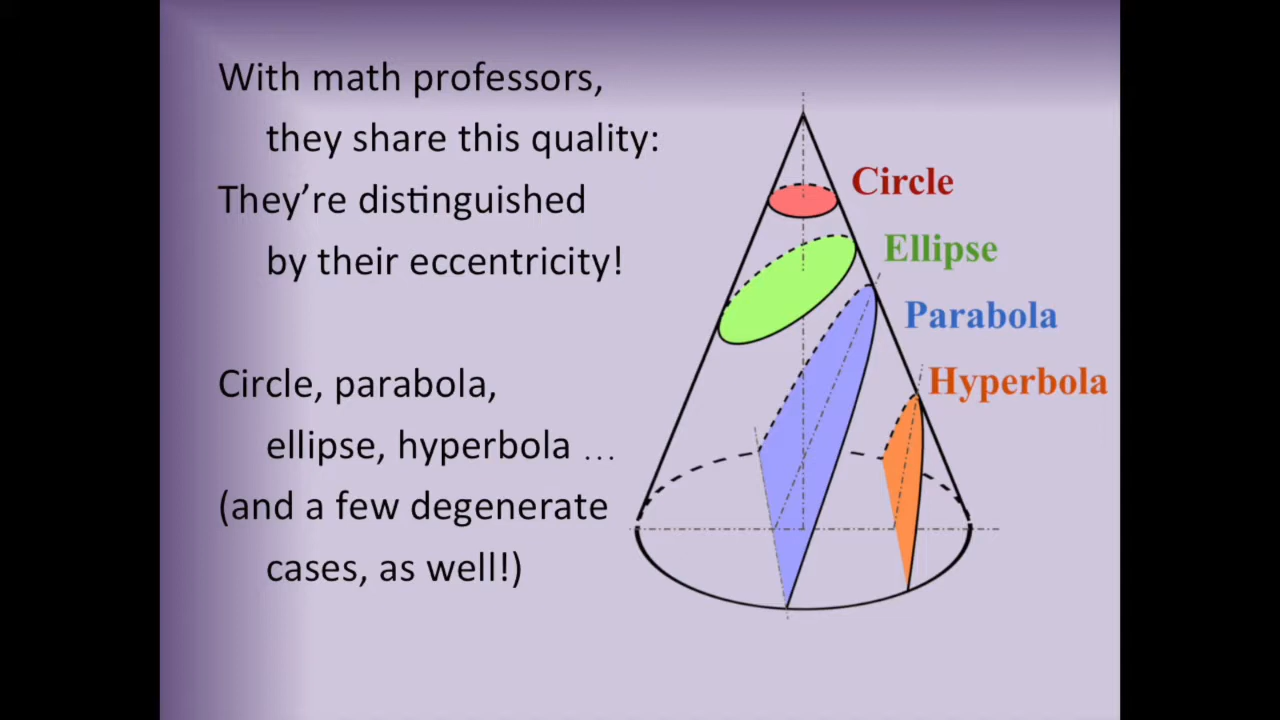 With math professors,
they share this quality:
They’re distinguished
by their eccentricity!
Circle, parabola,
ellipse, hyperbola …
(and a few degenerate
cases, as well!)
Circle
Ellipse
Parabola
Hyperbola